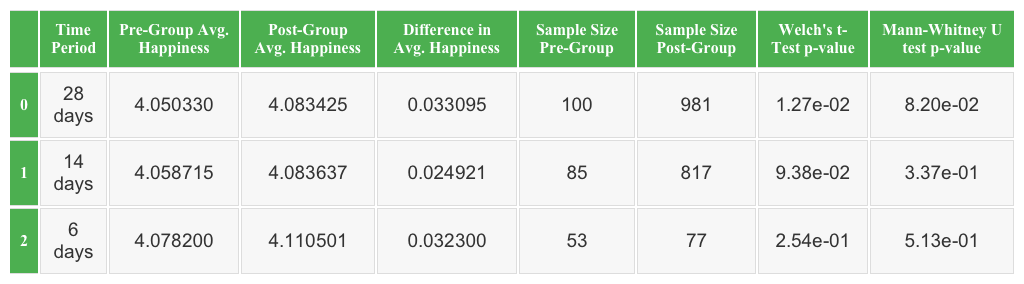 Time Period Pre-Group Avg. Happiness Post-Group Avg. Happiness Difference in Avg. Happiness Sample Size Pre-Group Sample Size Post-Group Welch's t-Test p-value Mann-Whitney U test p-value
0 28 days 4.050330 4.083425 0.033095 100 981 1.27e-02 8.20e-02
1 14 days 4.058715 4.083637 0.024921 85 817 9.38e-02 3.37e-01
2 6 days 4.078200 4.110501 0.032300 53 77 2.54e-01 5.13e-01